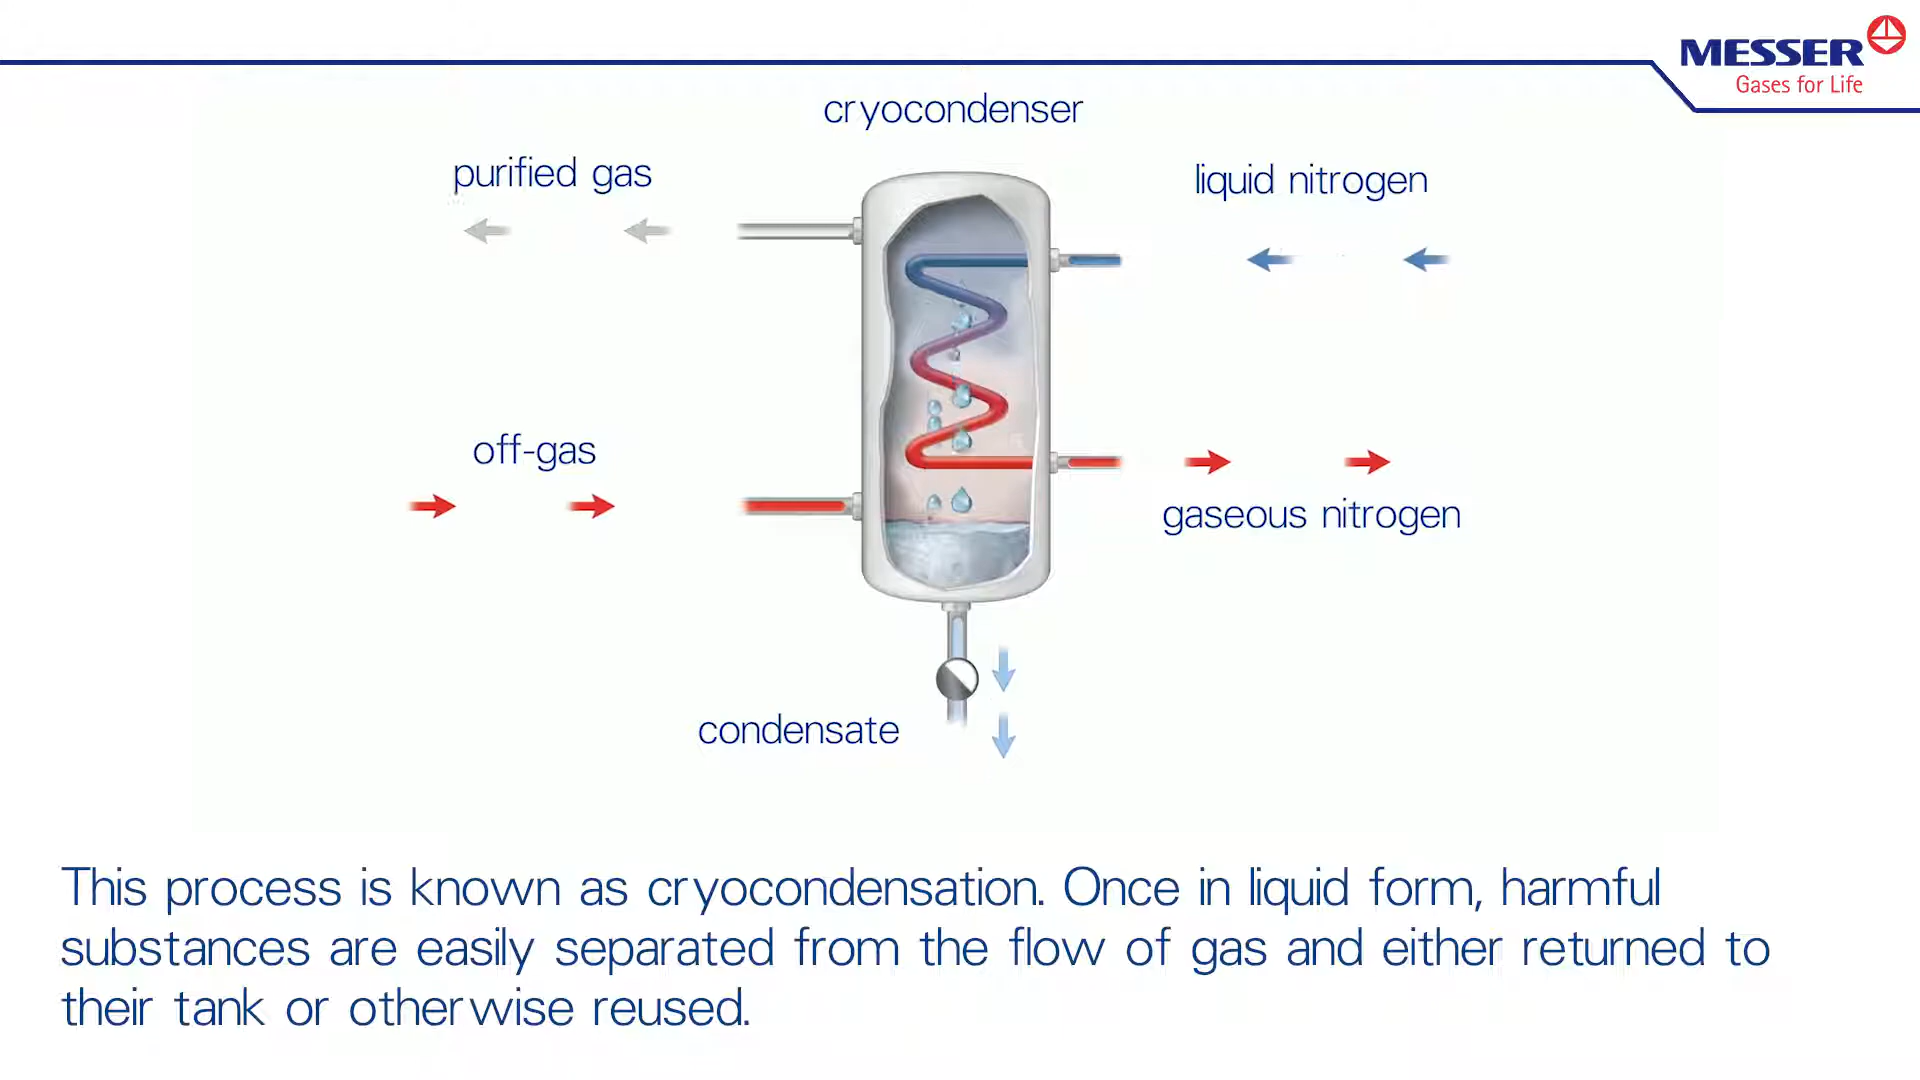 MESSER
Gases for Life
cryocondenser
purified gas
liquid nitrogen
off-gas
gaseous nitrogen
condensate
This process is known as cryocondensation. Once in liquid form, harmful
substances are easily separated from the flow of gas and either returned to
their tank or otherwise reused.